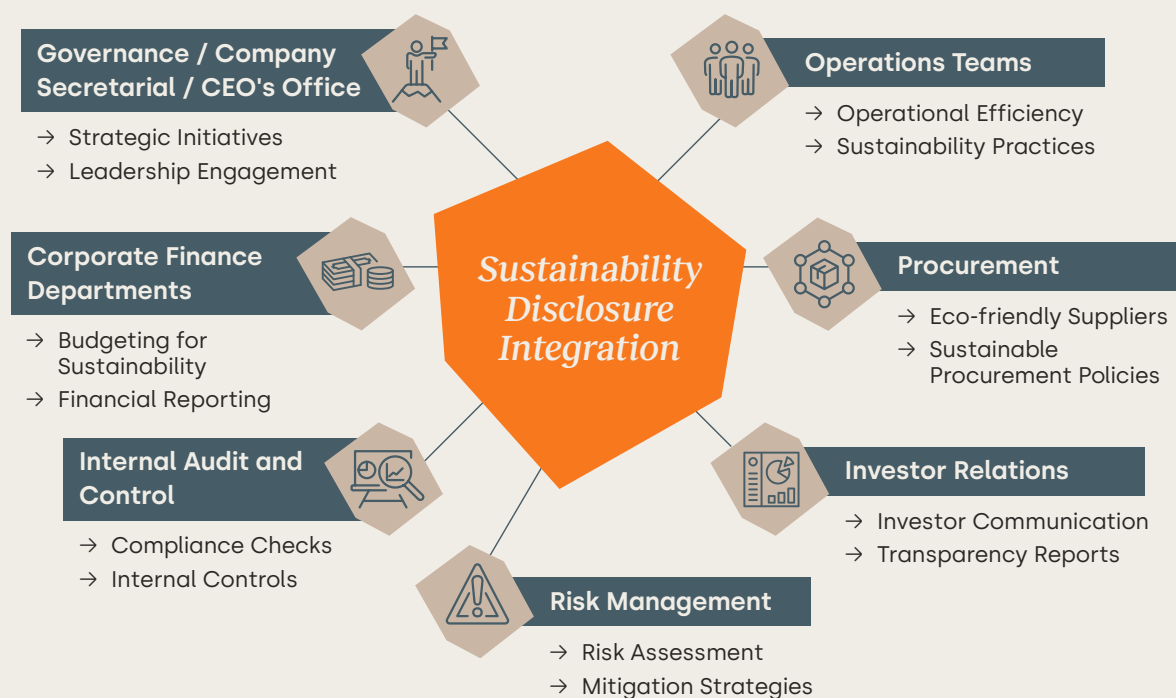 Governance / Company
Secretarial / CEO's Office
→ Strategic Initiatives
→ Leadership Engagement
Operations Teams
→ Operational Efficiency
→ Sustainability Practices
Corporate Finance
Departments
→ Budgeting for
Sustainability
→ Financial Reporting
Sustainability
Disclosure
Integration
Procurement
→ Eco-friendly Suppliers
→ Sustainable
Procurement Policies
Internal Audit and
Control
→ Compliance Checks
→ Internal Controls
Investor Relations
→ Investor Communication
→ Transparency Reports
Risk Management
→ Risk Assessment
→ Mitigation Strategies